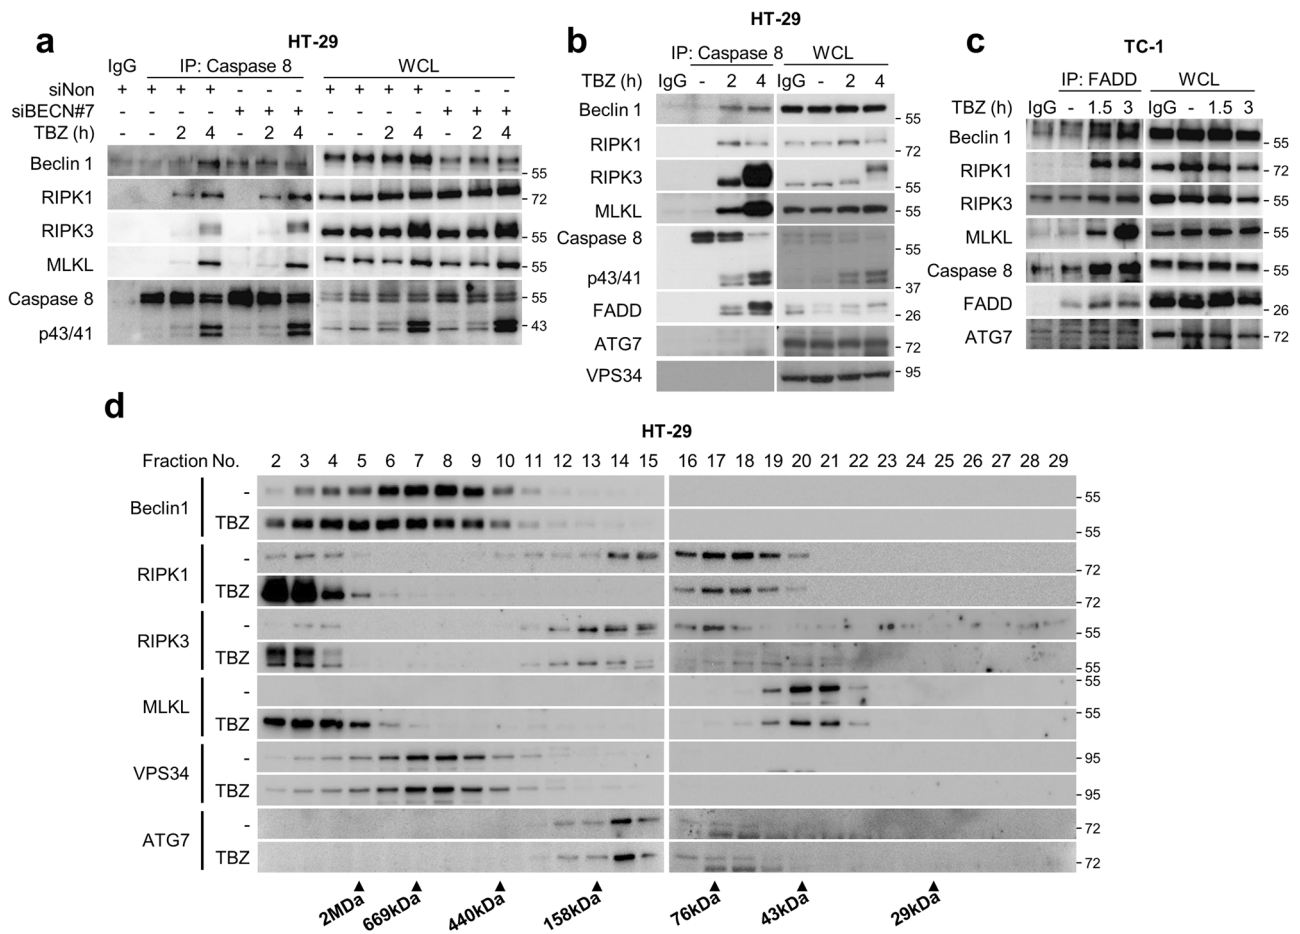 a
HT-29
IgG IP: Caspase 8 WCL
siNon + + + + - - - + + + + - - -
siBECN#7 - - - - + + + - - - - + + +
TBZ (h) - - 2 4 - 2 4 - - 2 4 - 2 4
Beclin 1 - 55
RIPK1 - 72
RIPK3 - 55
MLKL - 55
Caspase 8 - 55
p43/41 - 43
b
HT-29
IP: Caspase 8 WCL
TBZ (h) IgG - 2 4 IgG - 2 4
Beclin 1 - 55
RIPK1 - 72
RIPK3 - 55
MLKL - 55
Caspase 8 - 55
p43/41 - 37
FADD - 26
ATG7 - 72
VPS34 - 95
c
TC-1
IP: FADD WCL
TBZ (h) IgG - 1.5 3 IgG - 1.5 3
Beclin 1 - 55
RIPK1 - 72
RIPK3 - 55
MLKL - 55
Caspase 8 - 55
FADD - 26
ATG7 - 72
d
HT-29
Fraction No. 2 3 4 5 6 7 8 9 10 11 12 13 14 15 16 17 18 19 20 21 22 23 24 25 26 27 28 29
Beclin1
- - 55
TBZ - 55
RIPK1
- - 72
TBZ - 72
RIPK3
- - 55
TBZ - 55
MLKL
- - 55
TBZ - 55
VPS34
- - 95
TBZ - 95
ATG7
- - 72
TBZ - 72
2MDa 669kDa 440kDa 158kDa 76kDa 43kDa 29kDa